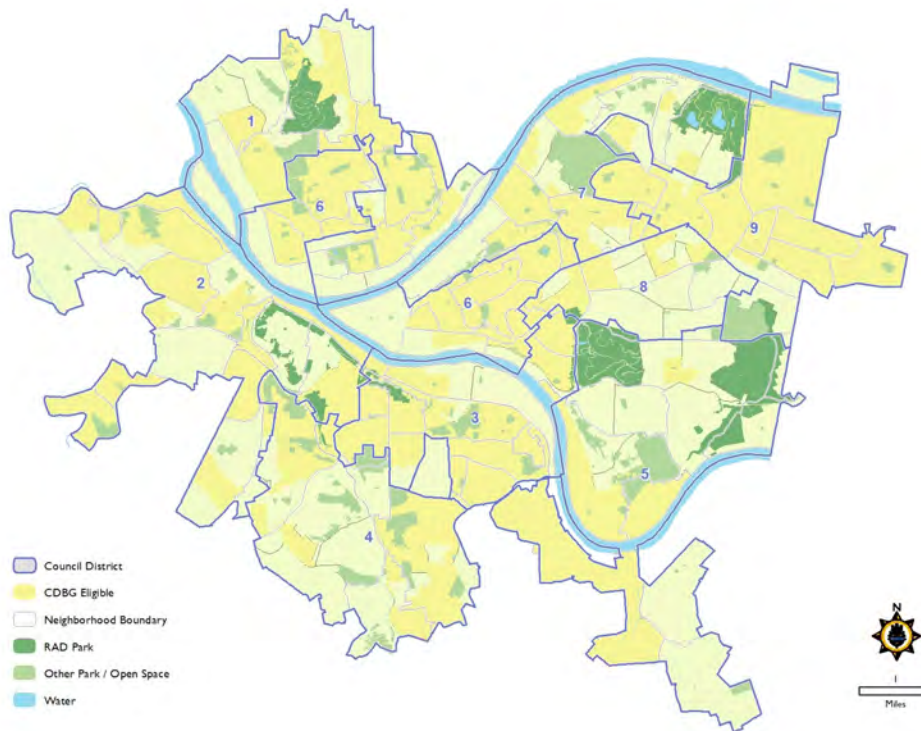 1
6
7
9
2
6
8
3
5
4
Council District
CDBG Eligible
Neighborhood Boundary
RAD Park
Other Park / Open Space
Water
N
1
Miles